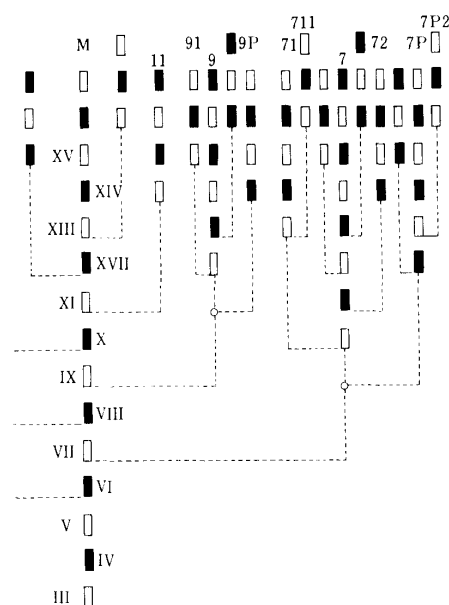 711 7P2
M 91 9P 71 72 7P
11 9 7
XV
XIV
XIII
XVII
XI
X
IX
VIII
VII
VI
V
IV
III